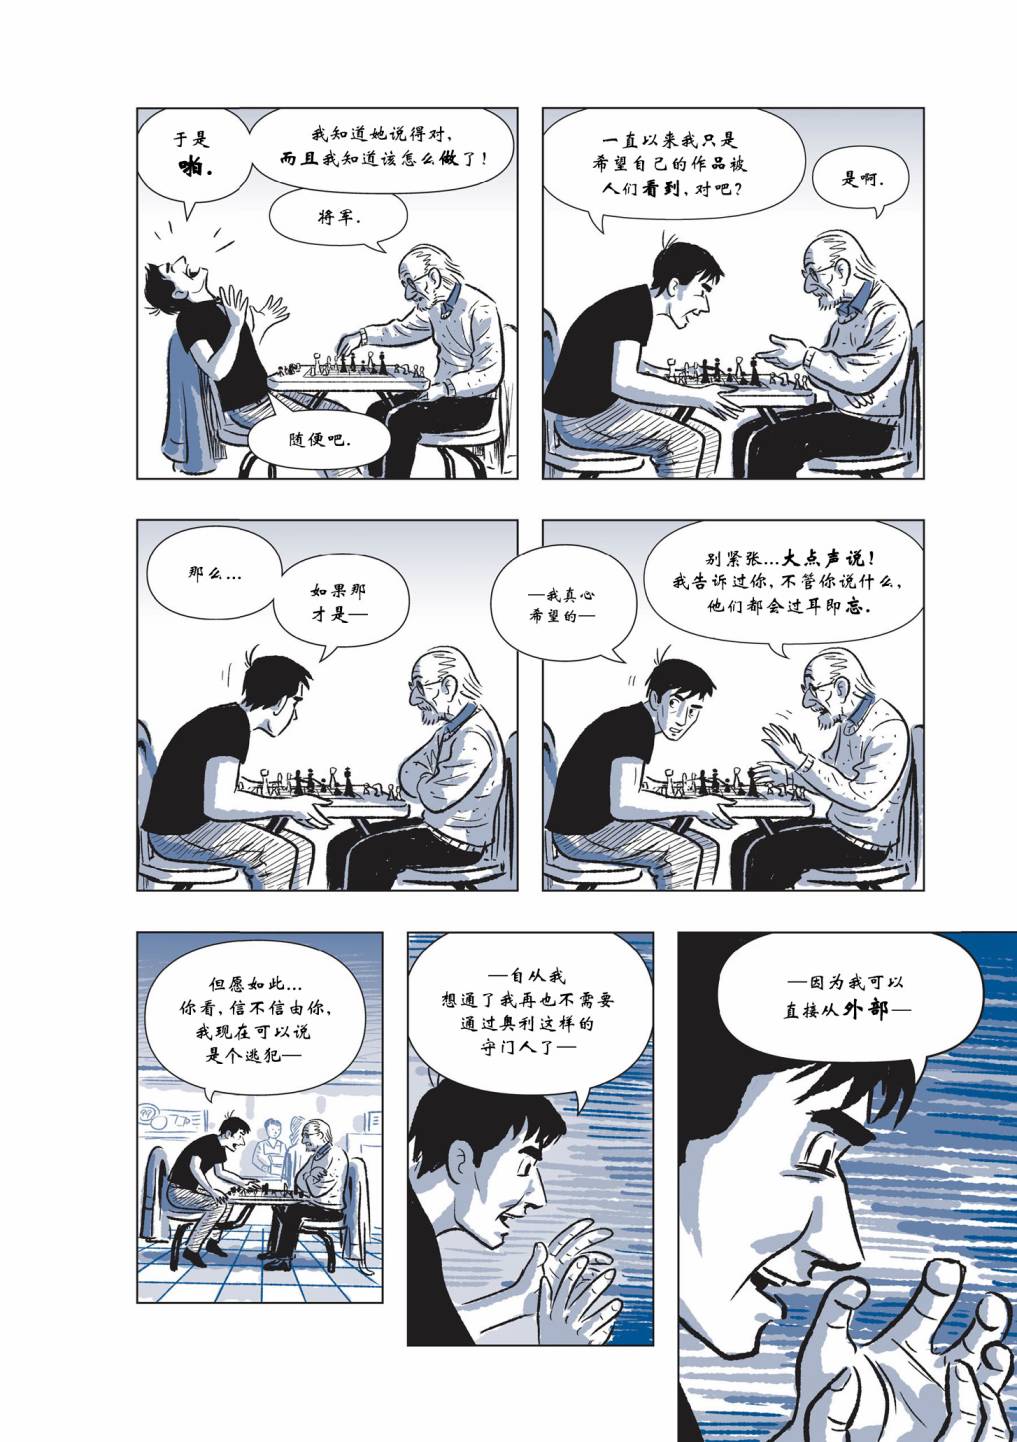 于是
啪.
我知道她说得对,
而且我知道该怎么做了!
将军.
随便吧.
一直以来我只是
希望自己的作品被
人们看到, 对吧?
是啊.
那么...
如果那
才是—
—我真心
希望的—
别紧张...大点声说!
我告诉过你, 不管你说什么,
他们都会过耳即忘.
但愿如此...
你看, 信不信由你,
我现在可以说
是个逃犯—
—自从我
想通了我再也不需要
通过奥利这样的
守门人了—
—因为我可以
直接从外部—